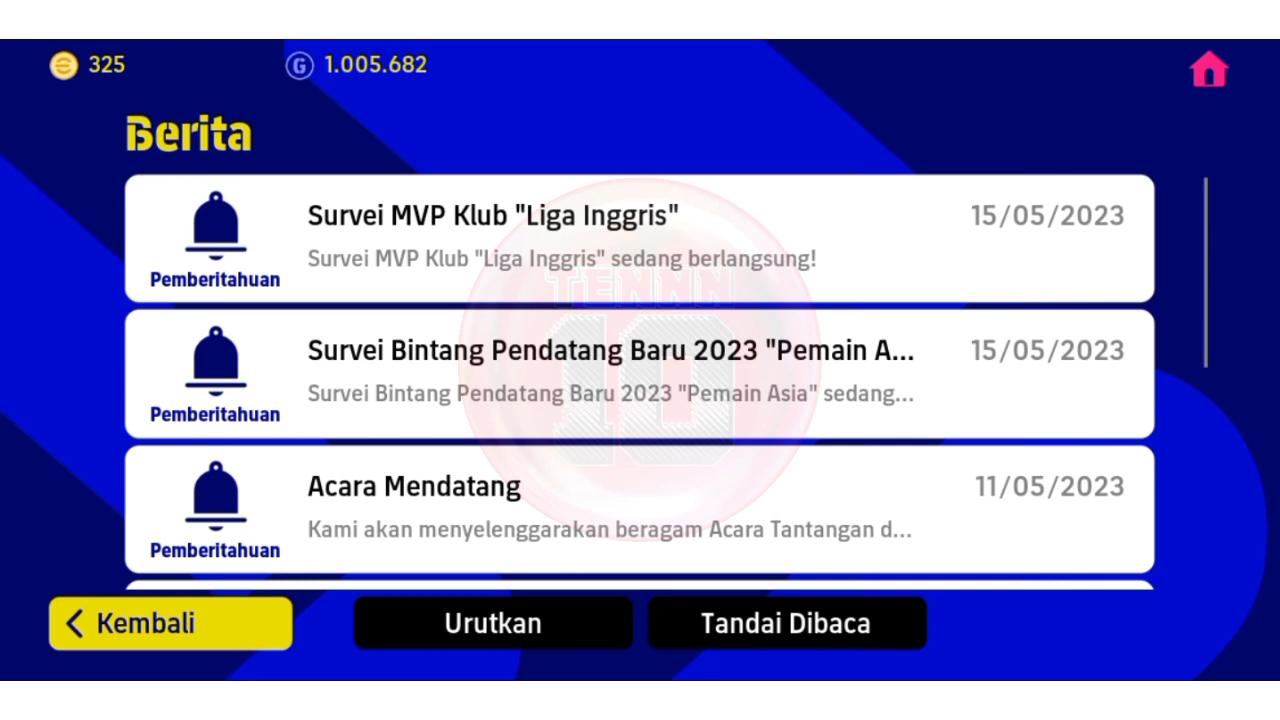 325
1.005.682
Berita
Survei MVP Klub "Liga Inggris"
15/05/2023
Survei MVP Klub "Liga Inggris" sedang berlangsung!
Pemberitahuan
Survei Bintang Pendatang Baru 2023 "Pemain A...
15/05/2023
Survei Bintang Pendatang Baru 2023 "Pemain Asia" sedang...
Pemberitahuan
Acara Mendatang
11/05/2023
Kami akan menyelenggarakan beragam Acara Tantangan d...
Pemberitahuan
Kembali
Urutkan
Tandai Dibaca
TENNN
10